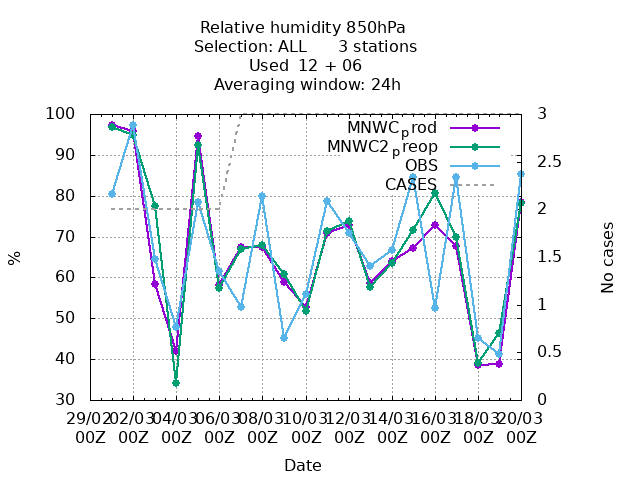 Relative humidity 850hPa
Selection: ALL 3 stations
Used 12 + 06
Averaging window: 24h
100 3
MNWCprod
MNWC2preop
90 2.5
OBS
CASES
80 2
70
%
No cases
60 1.5
50 1
40 0.5
30 0
29/02 02/03 04/03 06/03 08/03 10/03 12/03 14/03 16/03 18/03 20/03
00Z 00Z 00Z 00Z 00Z 00Z 00Z 00Z 00Z 00Z 00Z
Date